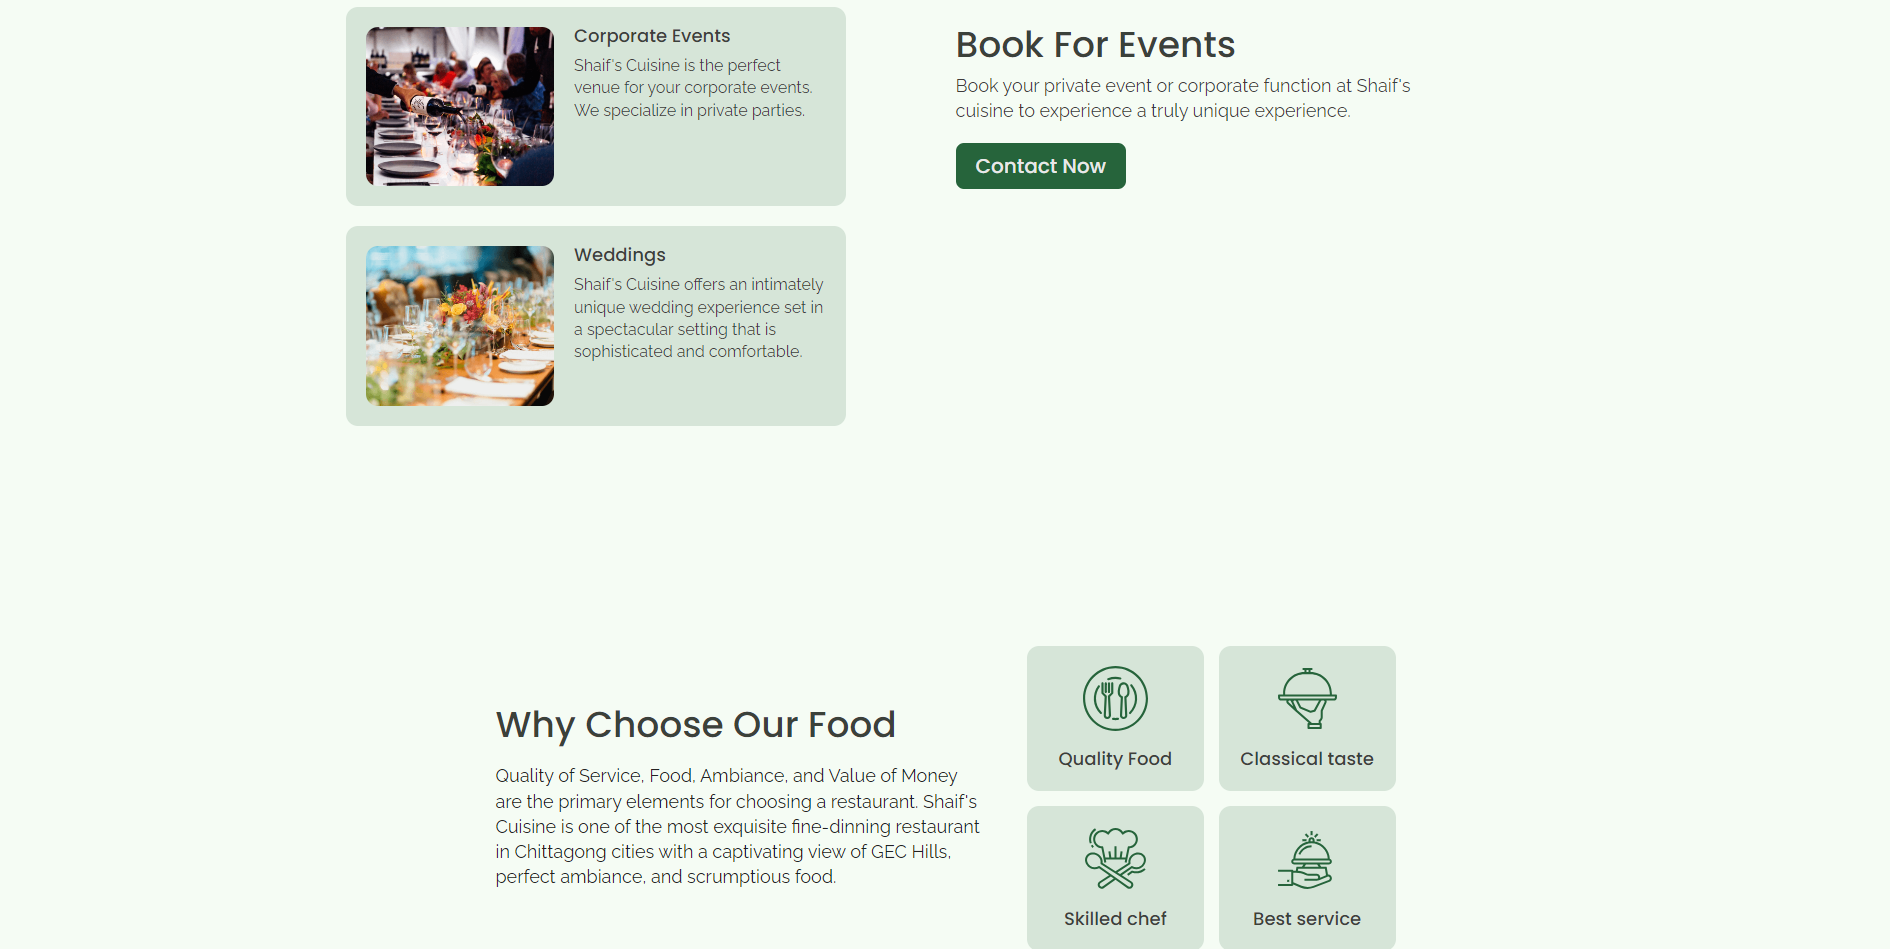 Corporate Events
Shaif's Cuisine is the perfect
venue for your corporate events.
We specialize in private parties.
Book For Events
Book your private event or corporate function at Shaif's
cuisine to experience a truly unique experience.
Contact Now
Weddings
Shaif's Cuisine offers an intimately
unique wedding experience set in
a spectacular setting that is
sophisticated and comfortable.
Why Choose Our Food
Quality of Service, Food, Ambiance, and Value of Money
are the primary elements for choosing a restaurant. Shaif's
Cuisine is one of the most exquisite fine-dinning restaurant
in Chittagong cities with a captivating view of GEC Hills,
perfect ambiance, and scrumptious food.
Quality Food
Classical taste
Skilled chef
Best service